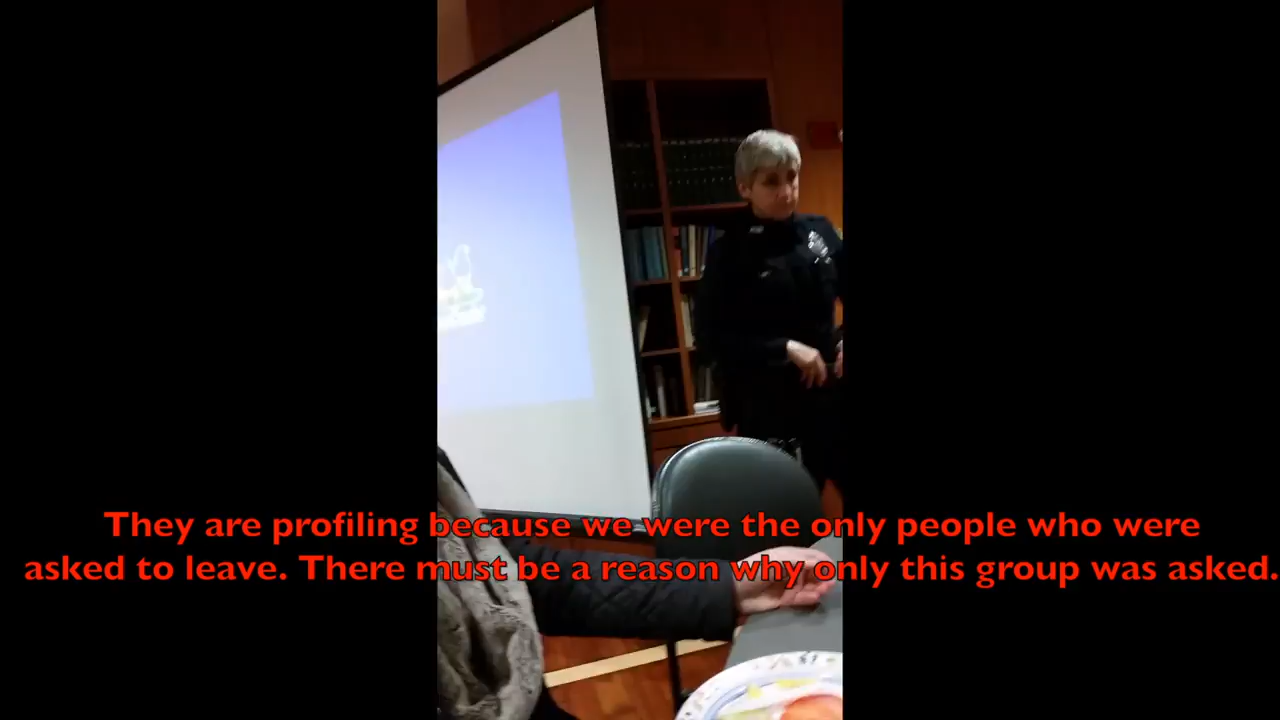 They are profiling because we were the only people who were
asked to leave. There must be a reason why only this group was asked.